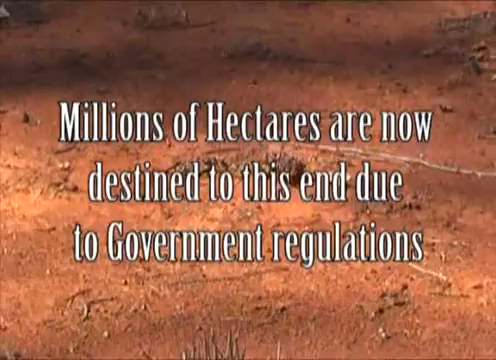 Millions of Hectares are now
destined to this end due
to Government regulations